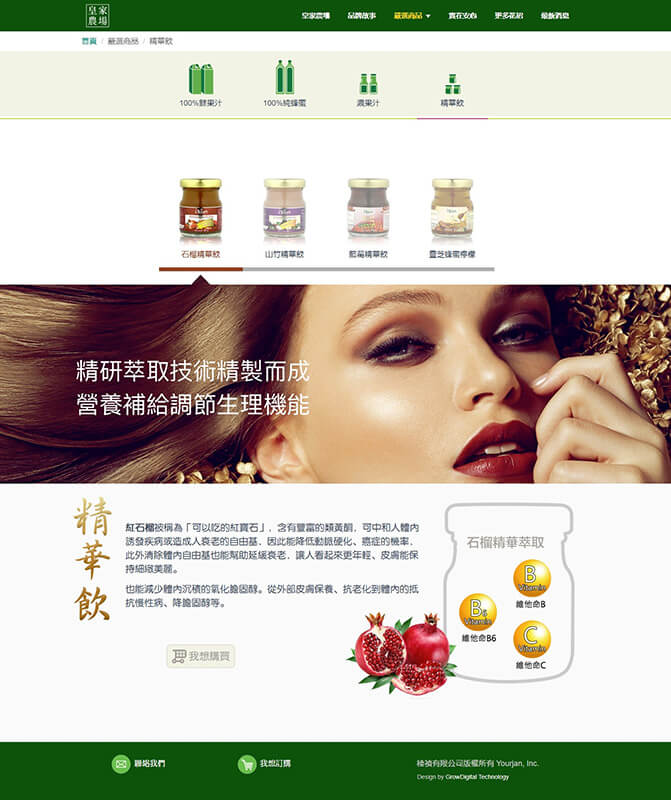 皇家
農場
皇家農場 品牌故事 嚴選商品 實在安心 更多花絮 最新消息
首頁 / 嚴選商品 / 精華飲
100%鮮果汁 100%純蜂蜜 濃果汁 精華飲
石榴精華飲 山竹精華飲 藍莓精華飲 靈芝蜂蜜檸檬
精研萃取技術精製而成
營養補給調節生理機能
精華飲
紅石榴被稱為「可以吃的紅寶石」，含有豐富的類黃酮，可中和人體內
誘發疾病或造成人衰老的自由基，因此能降低動脈硬化、癌症的機率，
此外清除體內自由基也能幫助延緩衰老，讓人看起來更年輕、皮膚能保
持細緻美麗。
也能減少體內沉積的氧化膽固醇。從外部皮膚保養、抗老化到體內的抵
抗慢性病、降膽固醇等。
我想購買
石榴精華萃取
B
Vitamin
維他命B
B6
Vitamin
維他命B6
C
Vitamin
維他命C
聯絡我們
我想訂購
有限公司版權所有 Yourjan, Inc.
Design by GrowDigital Technology